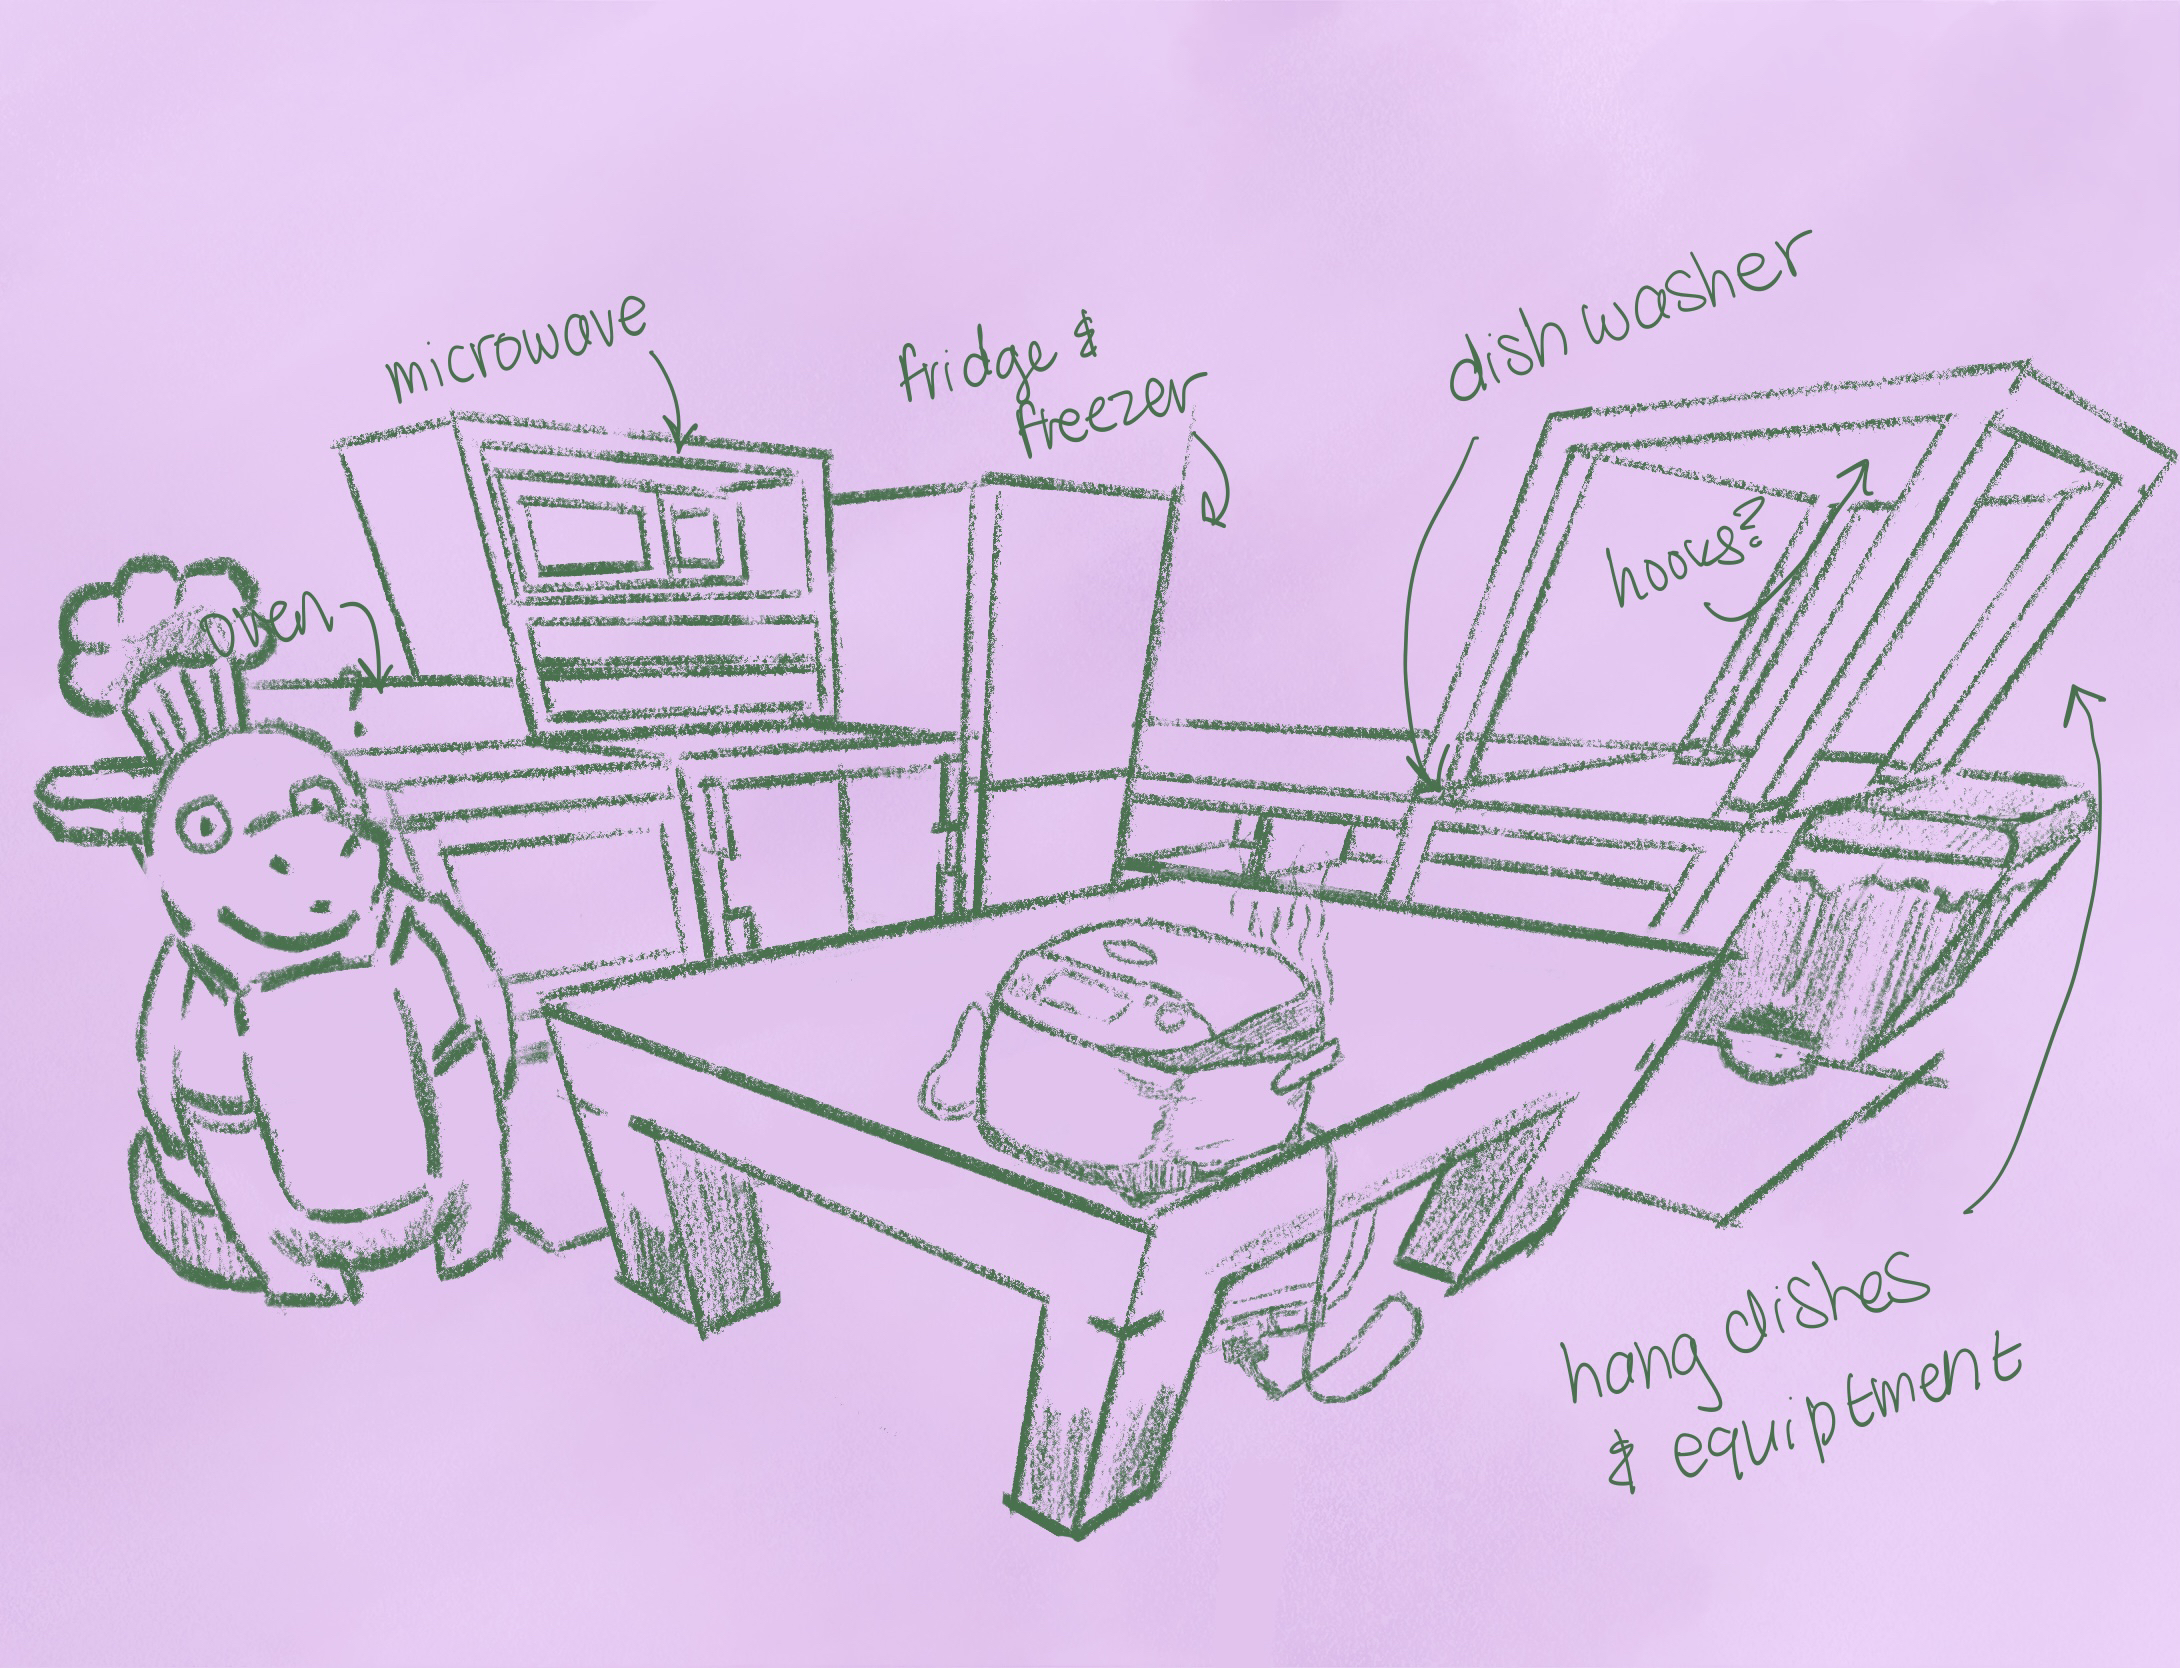 microwave
fridge &
freezer
dish washer
hooks?
oven
hang dishes
& equiptment